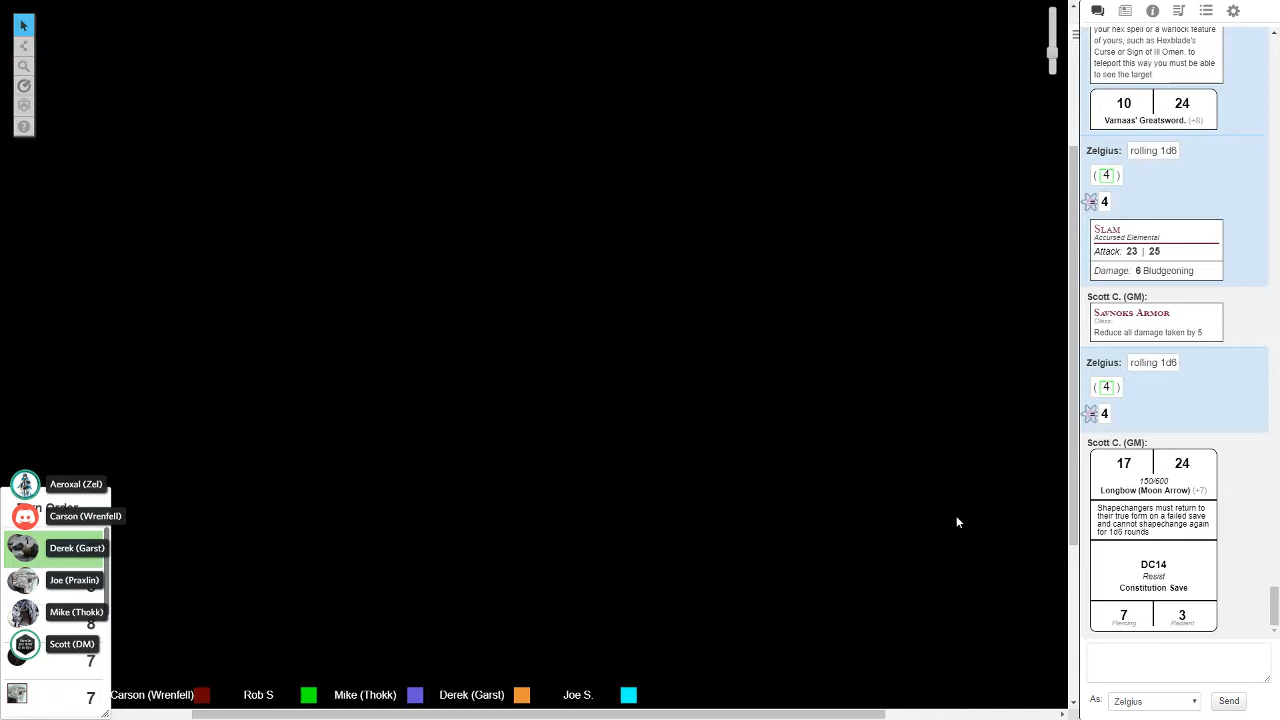 your hex spell or a warlock feature
of yours, such as Hexblade's
Curse or Sign of Ill Omen. to
teleport this way you must be able
to see the target.
10 24
Varnaas' Greatsword. (+8)
Zelgius: rolling 1d6
( 4 )
= 4
Slam
Accursed Elemental
Attack: 23 | 25
Damage: 6 Bludgeoning
Scott C. (GM):
Savnoks Armor
Class:
Reduce all damage taken by 5
Zelgius: rolling 1d6
( 4 )
= 4
Scott C. (GM):
17 24
150/600
Longbow (Moon Arrow) (+7)
Shapechangers must return to
their true form on a failed save
and cannot shapechange again
for 1d6 rounds
DC14
Resist
Constitution Save
7 3
Piercing Radiant
As: Zelgius Send
Aeroxal (Zel)
Carson (Wrenfell)
Derek (Garst)
Joe (Praxlin)
Mike (Thokk)
8
Scott (DM)
7
7
Carson (Wrenfell) Rob S Mike (Thokk) Derek (Garst) Joe S.